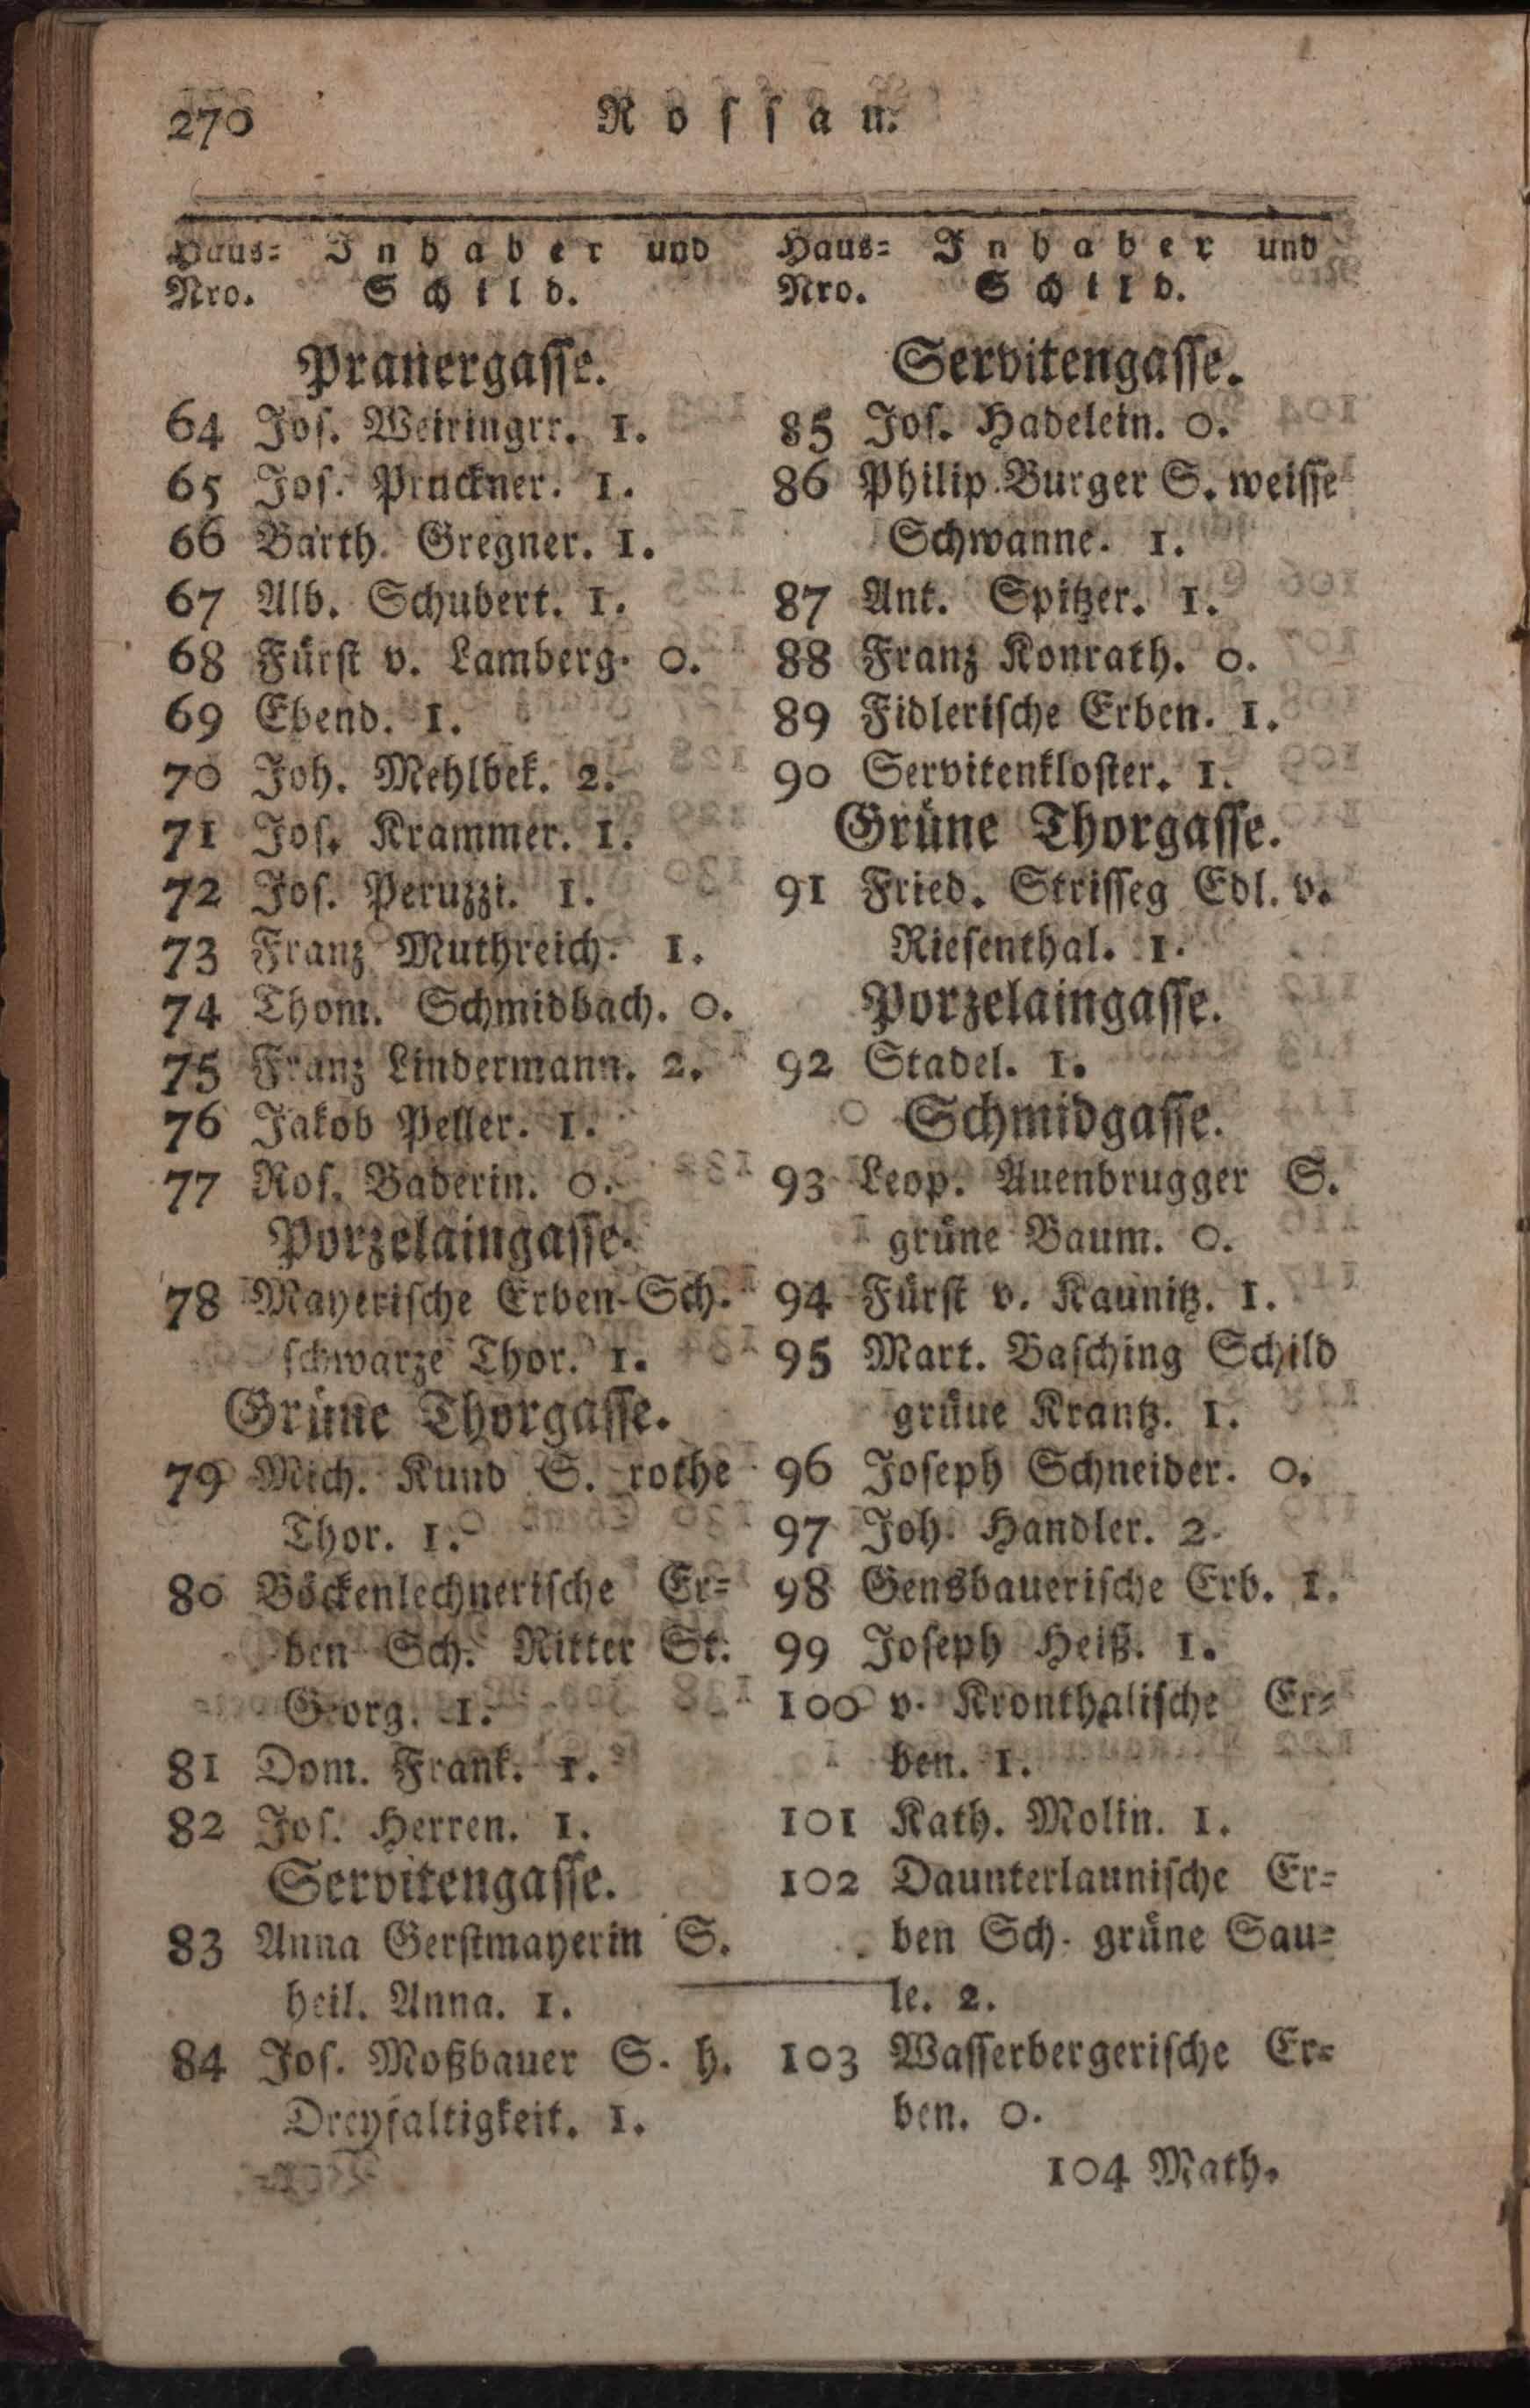 270
Rossau.
Haus= Inhaber und
Nro. Schild.
Pranergasse.
64 Jos. Weiringrr. 1.
65 Jos. Pruckner. 1.
66 Barth. Gregner. 1.
67 Alb. Schubert. 1.
68 Fürst v. Lamberg. 0.
69 Ebend. 1.
70 Joh. Mehlbek. 2.
71 Jos. Krammer. 1.
72 Jos. Peruzzi. 1.
73 Franz Muthreich. 1.
74 Thom. Schmidbach. 0.
75 Franz Lindermann. 2.
76 Jakob Peller. 1.
77 Ros. Baderin. 0.
Porzelaingasse.
78 Mayerische Erben Sch.
schwarze Thor. 1.
Grüne Thorgasse.
79 Mich. Kund S. rothe
Thor. 1.
80 Böckenlechnerische Er=
ben Sch. Ritter St.
Georg. 1.
81 Dom. Frank. 1.
82 Jos. Herren. 1.
Servitengasse.
83 Anna Gerstmayerin S.
heil. Anna. 1.
84 Jos. Moßbauer S. h.
Dreyfaltigkeit. 1.
Haus= Inhaber und
Nro. Schild.
Servitengasse.
85 Jos. Hadelein. 0.
86 Philip Burger S. weisse
Schwanne. 1.
87 Ant. Spitzer. 1.
88 Franz Konrath. 0.
89 Fidlerische Erben. 1.
90 Servitenkloster. 1.
Grüne Thorgasse.
91 Fried. Strisseg Edl. v.
Riesenthal. 1.
Porzelaingasse.
92 Stadel. 1.
Schmidgasse.
93 Leop. Auenbrugger S.
grüne Baum. 0.
94 Fürst v. Kaunitz. 1.
95 Mart. Basching Schild
grüue Krantz. 1.
96 Joseph Schneider. 0.
97 Joh. Handler. 2.
98 Gensbauerische Erb. 1.
99 Joseph Heiß. 1.
100 v. Kronthalische Er=
ben. 1.
101 Kath. Molin. 1.
102 Daunterlaunische Er=
ben Sch. grüne Sau=
le. 2.
103 Wasserbergerische Er=
ben. 0.
104 Math.